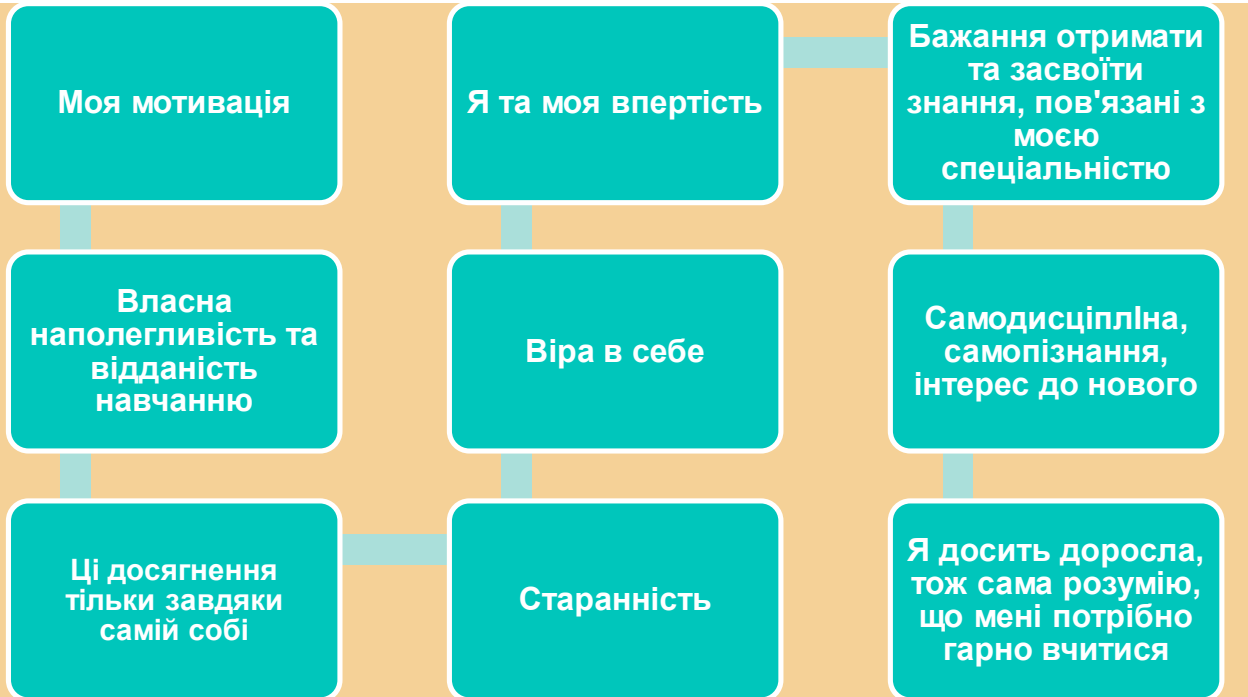 Моя мотивація
Власна
наполегливість та
відданість
навчанню
Ці досягнення
тільки завдяки
самій собі
Старанність
Віра в себе
Я та моя впертість
Бажання отримати
та засвоїти
знання, пов'язані з
моєю
спеціальністю
СамодисціплІна,
самопізнання,
інтерес до нового
Я досить доросла,
тож сама розумію,
що мені потрібно
гарно вчитися